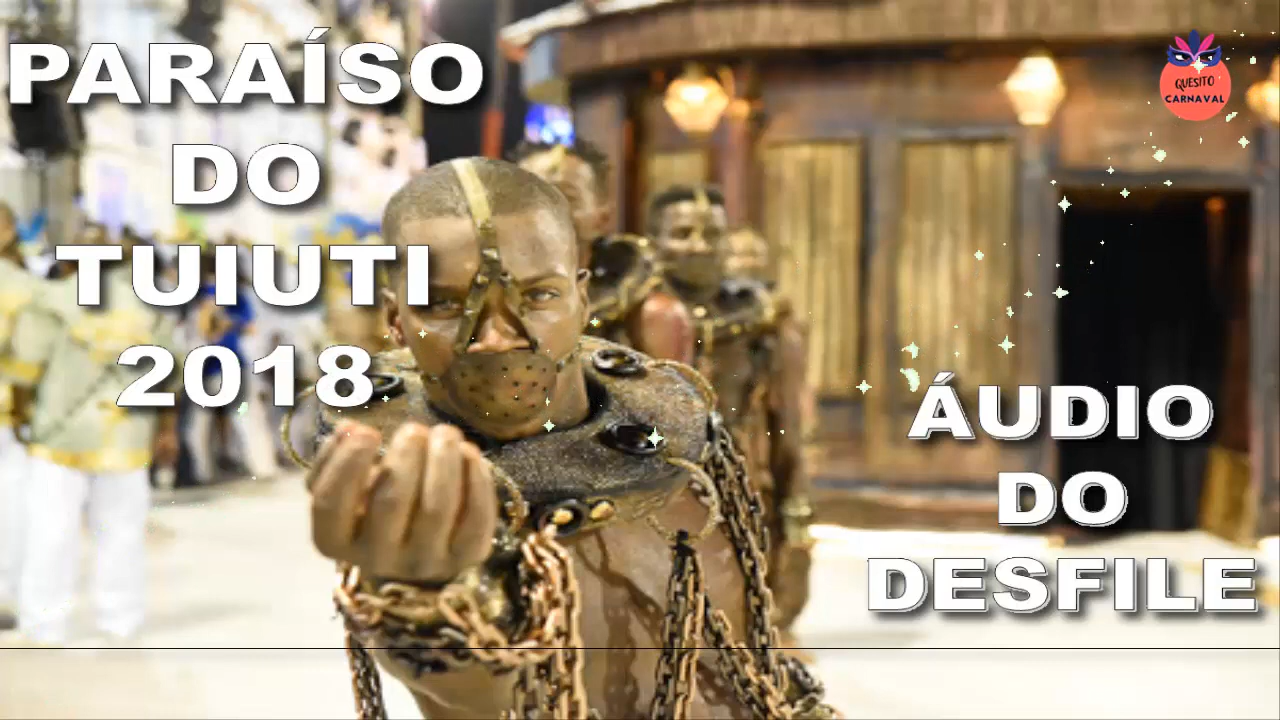 PARAÍSO
DO
TUIUTI
2018
QUESITO
CARNAVAL
ÁUDIO
DO
DESFILE